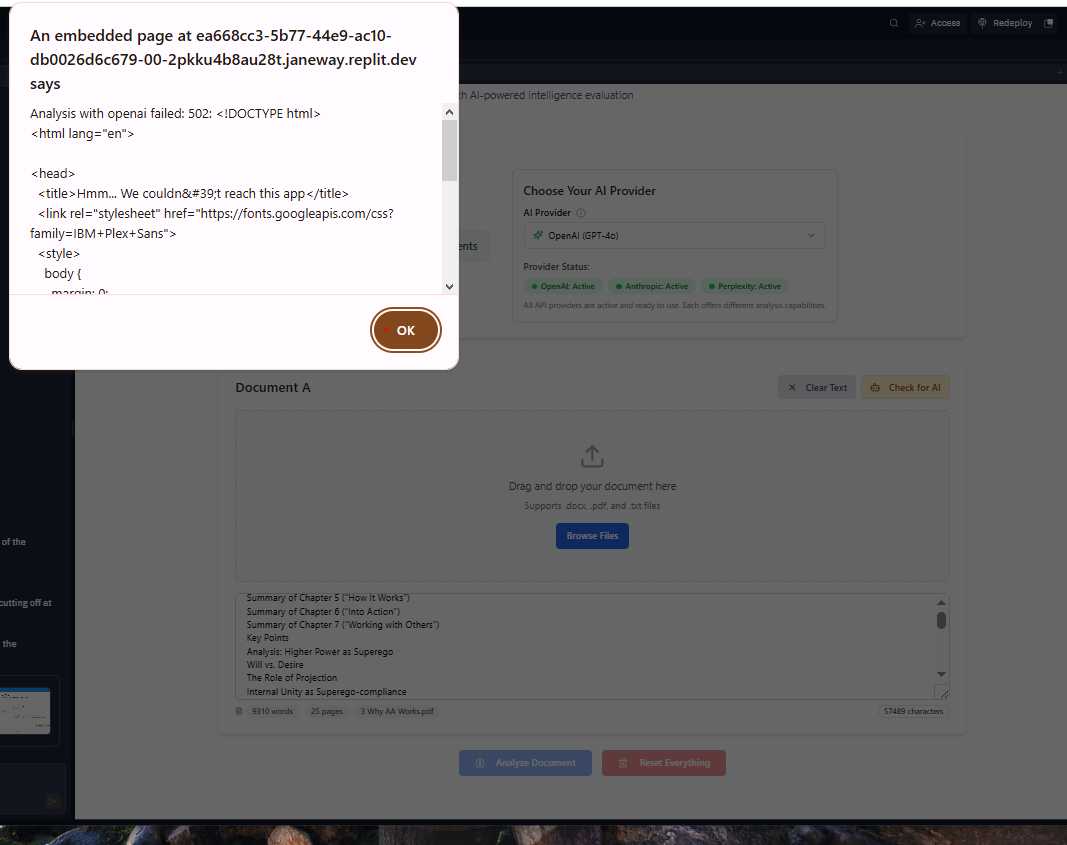 An embedded page at ea668cc3-5b77-44e9-ac10-
db0026d6c679-00-2pkku4b8au28t.janeway.replit.dev
says
Analysis with openai failed: 502: <!DOCTYPE html>
<html lang="en">
<head>
<title>Hmm... We couldn&#39;t reach this app</title>
<link rel="stylesheet" href="https://fonts.googleapis.com/css?
family=IBM+Plex+Sans">
<style>
body {
margin: 0;
OK
Access
Redeploy
th AI-powered intelligence evaluation
Choose Your AI Provider
AI Provider
OpenAI (GPT-4o)
ents
Provider Status:
OpenAI: Active
Anthropic: Active
Perplexity: Active
All API providers are active and ready to use. Each offers different analysis capabilities.
Document A
Clear Text
Check for AI
Drag and drop your document here
Supports .docx, .pdf, and .txt files
Browse Files
Summary of Chapter 5 ("How It Works")
Summary of Chapter 6 ("Into Action")
Summary of Chapter 7 ("Working with Others")
Key Points
Analysis: Higher Power as Superego
Will vs. Desire
The Role of Projection
Internal Unity as Superego-compliance
9310 words
25 pages
3 Why AA Works.pdf
57489 characters
Analyze Document
Reset Everything
of the
cutting off at
the